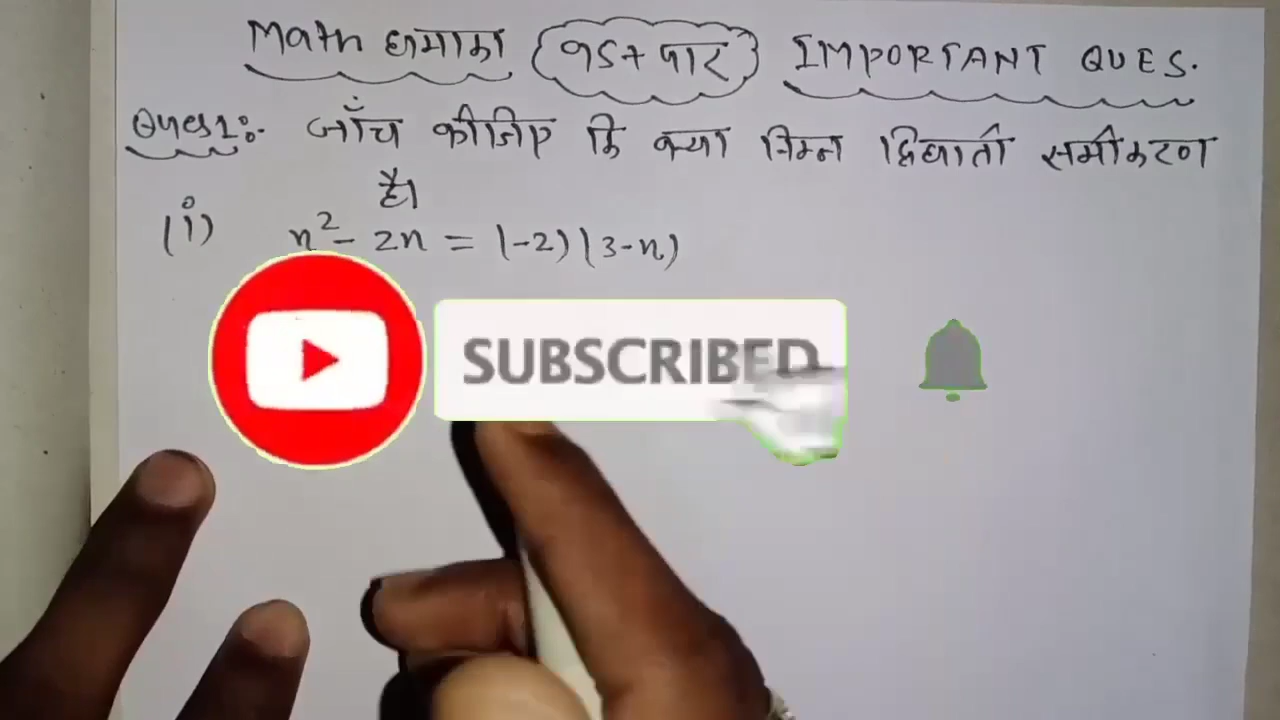 Math धमाका 95+ पार IMPORTANT QUES.
Ques1:- जाँच कीजिए कि क्या निम्न द्विघाती समीकरण
है।
(i) x² - 2x = (-2)(3-x)
SUBSCRIBED